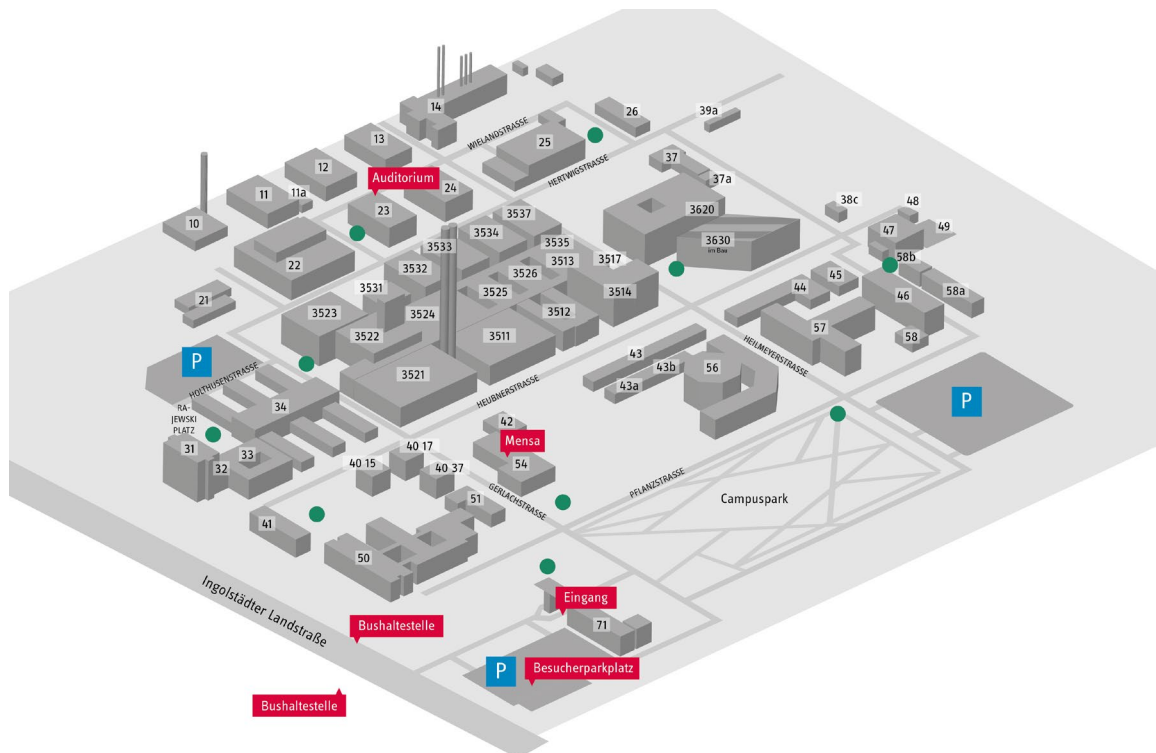 14
26
39a
WIELANDSTRASSE
13
25
12
HERTWIGSTRASSE
37
Auditorium
37a
11
11a
24
23
38c
48
10
3537
3620
47
49
3534
3630
im Bau
22
3533
3535
3532
3526
3513
3517
58b
3531
3525
3514
44
45
46
58a
21
3523
3524
3512
3522
3511
57
58
P
HOLTHUSENSTRASSE
3521
HEUBNERSTRASSE
43
43b
43a
56
HEILMEYERSTRASSE
P
34
RA-
JEWSKI
PLATZ
31
32
33
42
Mensa
54
40 17
40 15
40 37
GERLACHSTRASSE
PFLANZSTRASSE
Campuspark
51
41
50
Ingolstädter Landstraße
Eingang
71
Bushaltestelle
P
Besucherparkplatz
Bushaltestelle